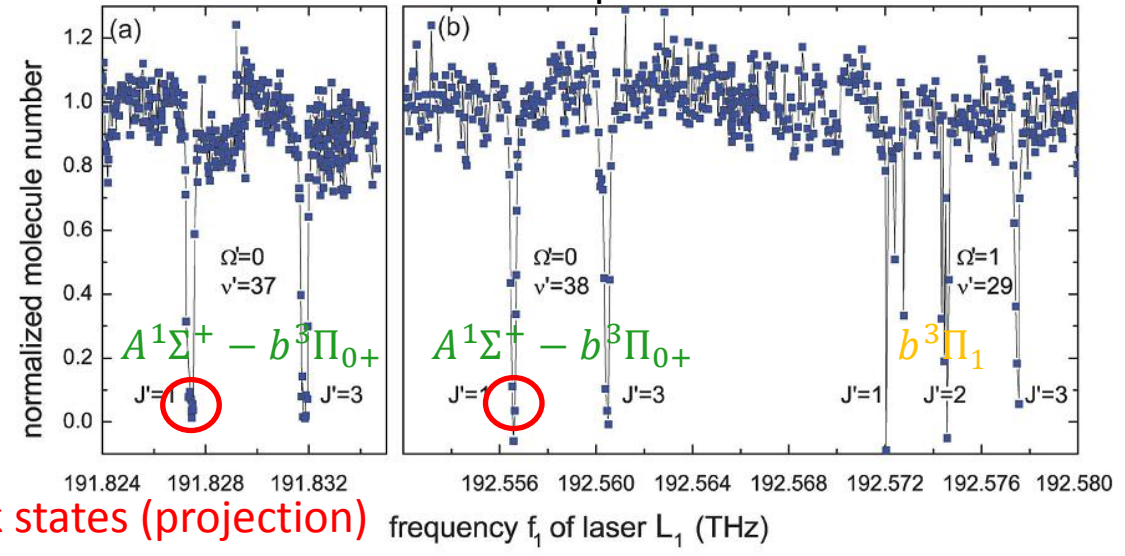 (a)
(b)
normalized molecule number
1.2
1.0
0.8
0.6
0.4
0.2
0.0
Ω'=0
ν'=37
Ω'=0
ν'=38
Ω'=1
ν'=29
A¹Σ⁺ − b³Π₀₊
A¹Σ⁺ − b³Π₀₊
b³Π₁
J'=1
J'=3
J'=1
J'=3
J'=1
J'=2
J'=3
191.824 191.828 191.832
192.556 192.560 192.564 192.568 192.572 192.576 192.580
states (projection)
frequency f₁ of laser L₁ (THz)